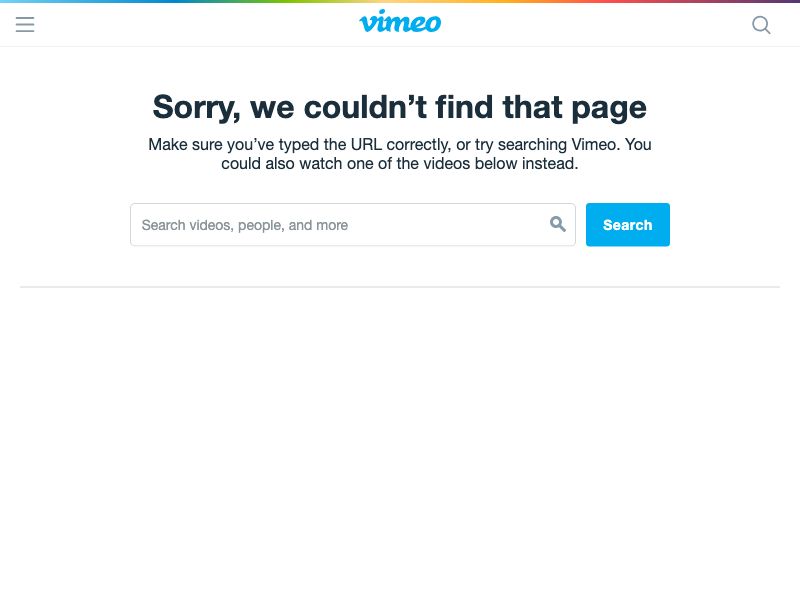 vimeo
Sorry, we couldn’t find that page
Make sure you’ve typed the URL correctly, or try searching Vimeo. You
could also watch one of the videos below instead.
Search videos, people, and more
Search